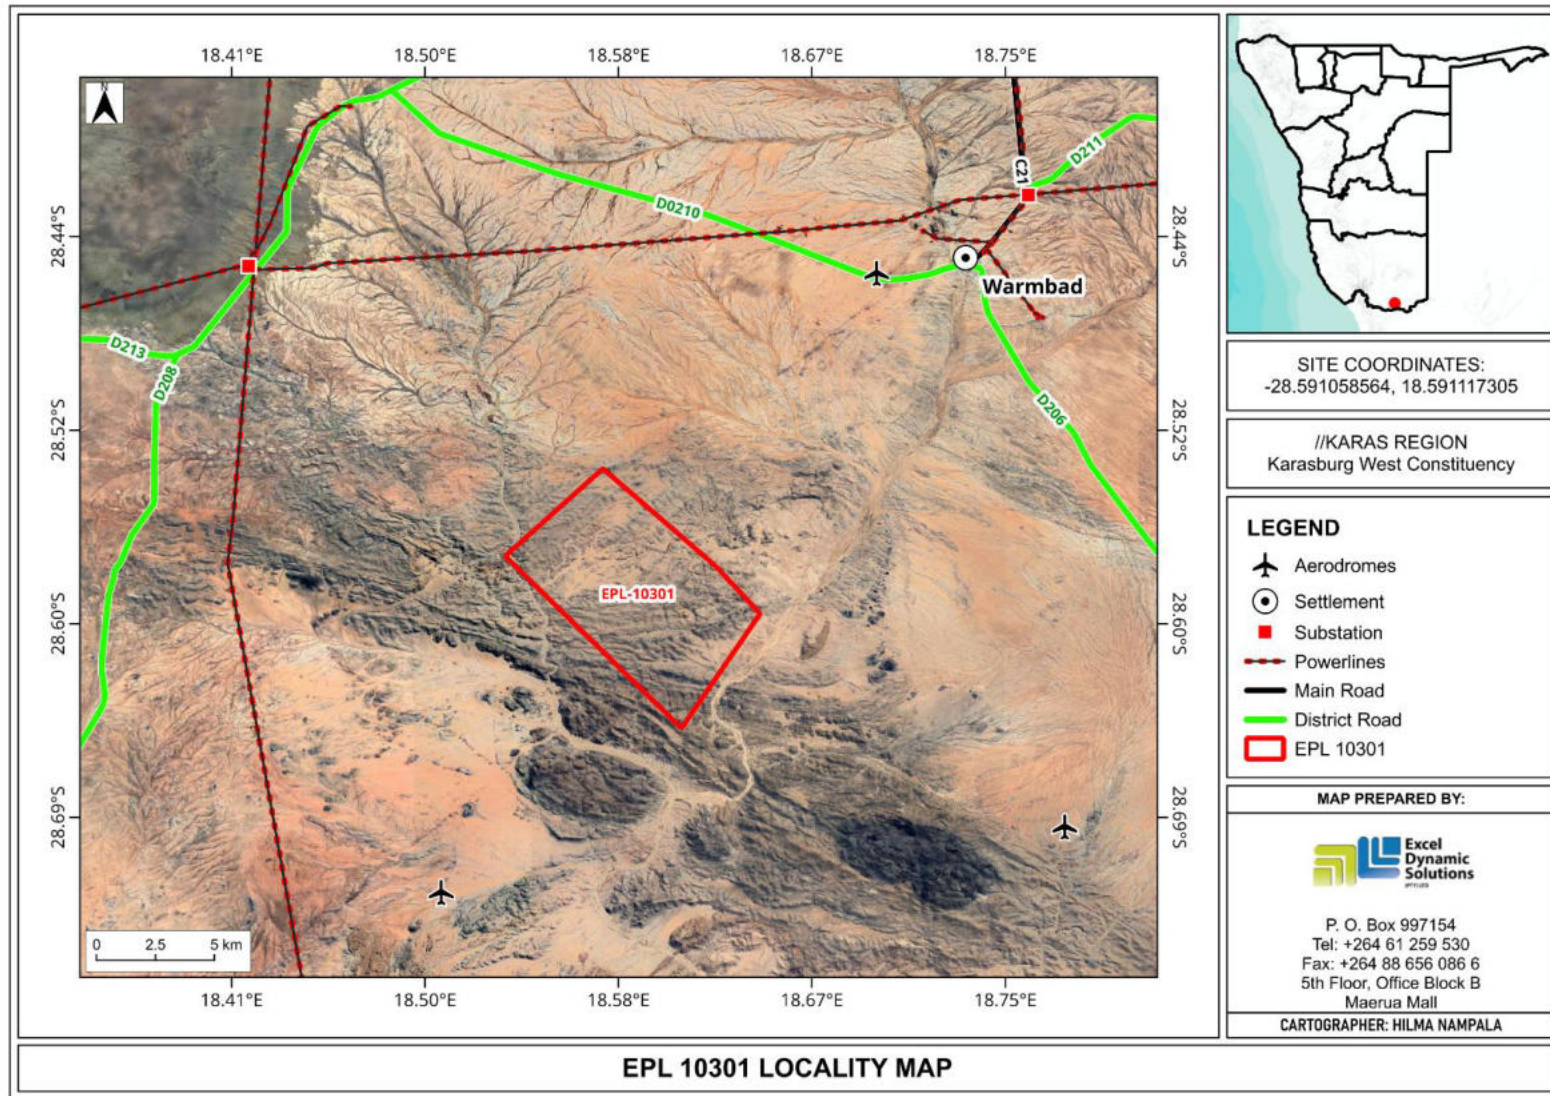 18.41°E
18.50°E
18.58°E
18.67°E
18.75°E
N
D211
C21
D0210
28.44°S
28.44°S
Warmbad
D213
D208
D206
28.52°S
28.52°S
EPL-10301
28.60°S
28.60°S
28.69°S
28.69°S
0 2.5 5 km
18.41°E
18.50°E
18.58°E
18.67°E
18.75°E
SITE COORDINATES:
-28.591058564, 18.591117305
//KARAS REGION
Karasburg West Constituency
LEGEND
Aerodromes
Settlement
Substation
Powerlines
Main Road
District Road
EPL 10301
MAP PREPARED BY:
Excel
Dynamic
Solutions
(PTY) LTD
P. O. Box 997154
Tel: +264 61 259 530
Fax: +264 88 656 086 6
5th Floor, Office Block B
Maerua Mall
CARTOGRAPHER: HILMA NAMPALA
EPL 10301 LOCALITY MAP